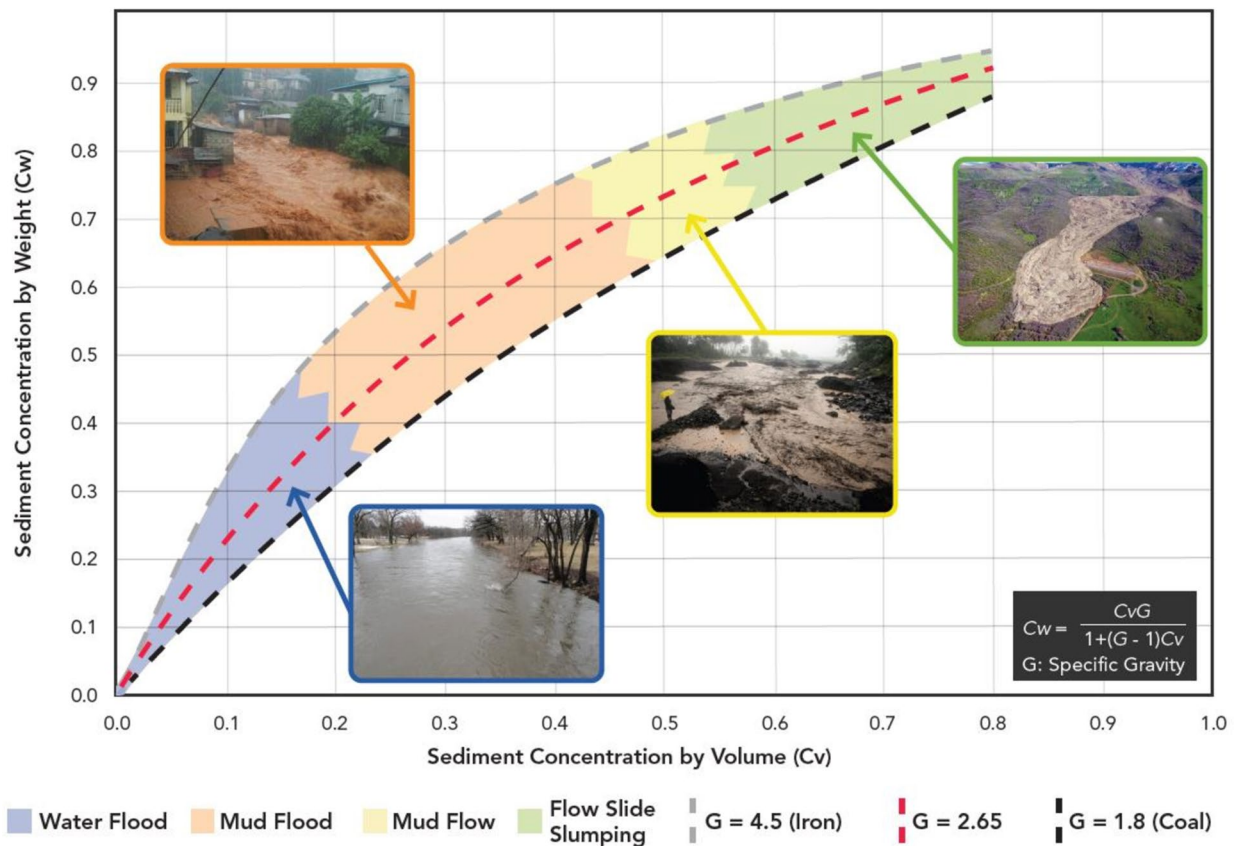 Sediment Concentration by Weight (Cw)
0.9
0.8
0.7
0.6
0.5
0.4
0.3
0.2
0.1
0.0
0.0 0.1 0.2 0.3 0.4 0.5 0.6 0.7 0.8 0.9 1.0
Sediment Concentration by Volume (Cv)
Cw = CvG
1+(G - 1)Cv
G: Specific Gravity
Water Flood
Mud Flood
Mud Flow
Flow Slide
Slumping
G = 4.5 (Iron)
G = 2.65
G = 1.8 (Coal)